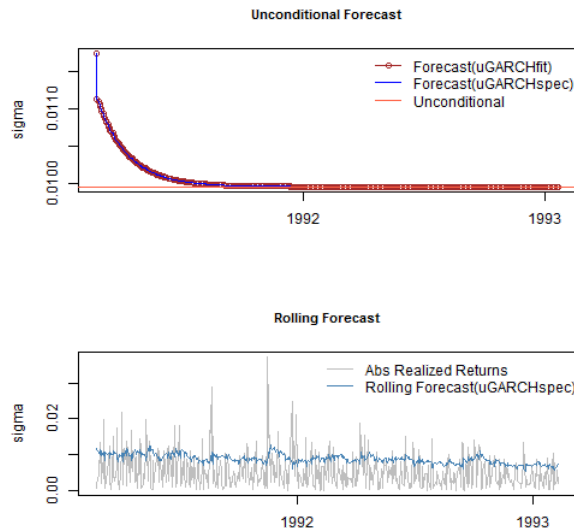 Unconditional Forecast
Forecast(uGARCHfit)
Forecast(uGARCHspec)
Unconditional
sigma
0.0110
0.0100
1992
1993
Rolling Forecast
Abs Realized Returns
Rolling Forecast(uGARCHspec)
sigma
0.02
0.00
1992
1993